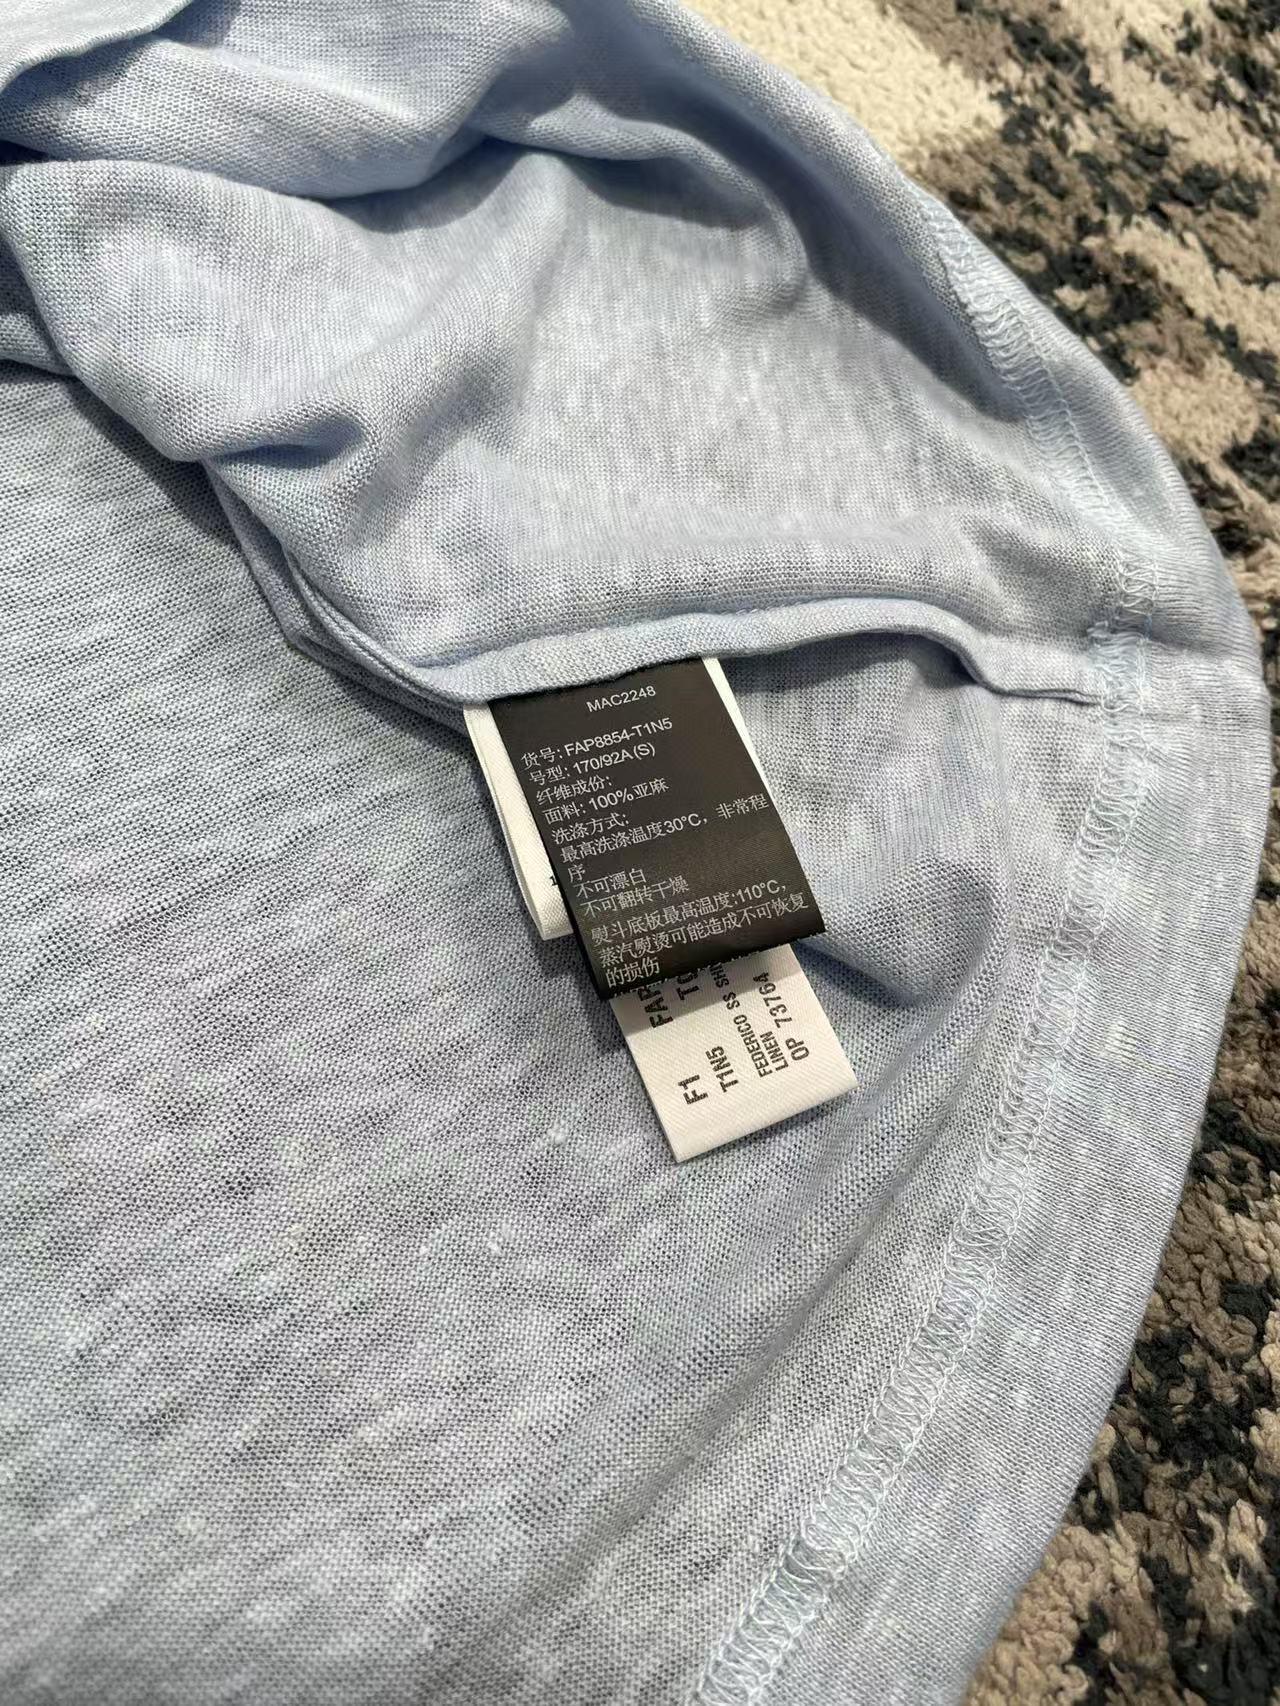 MAC2248
货号: FAP8854-T1N5
号型: 170/92A(S)
纤维成份:
面料: 100%亚麻
洗涤方式:
最高洗涤温度30°C，非常程
序
不可漂白
不可翻转干燥
熨斗底板最高温度:110°C，
蒸汽熨烫可能造成不可恢复
的损伤
F1
T1N5
FEDERICO SS
LINEN
OP 73764